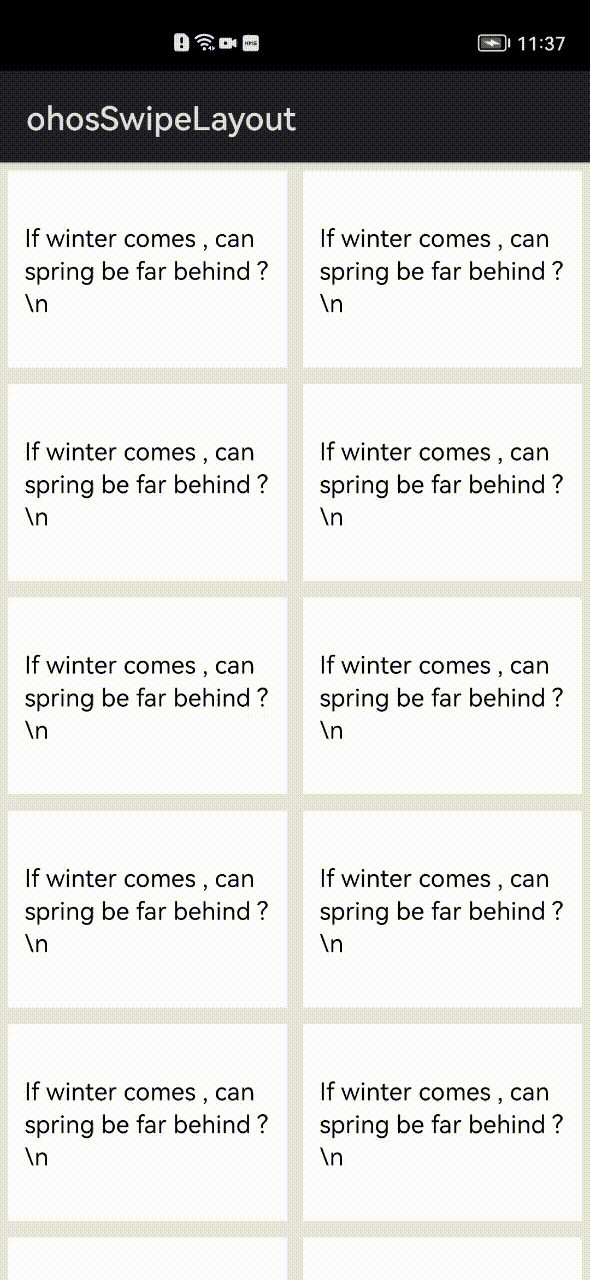 11:37
ohosSwipeLayout
If winter comes , can
spring be far behind ?
\n
If winter comes , can
spring be far behind ?
\n
If winter comes , can
spring be far behind ?
\n
If winter comes , can
spring be far behind ?
\n
If winter comes , can
spring be far behind ?
\n
If winter comes , can
spring be far behind ?
\n
If winter comes , can
spring be far behind ?
\n
If winter comes , can
spring be far behind ?
\n
If winter comes , can
spring be far behind ?
\n
If winter comes , can
spring be far behind ?
\n